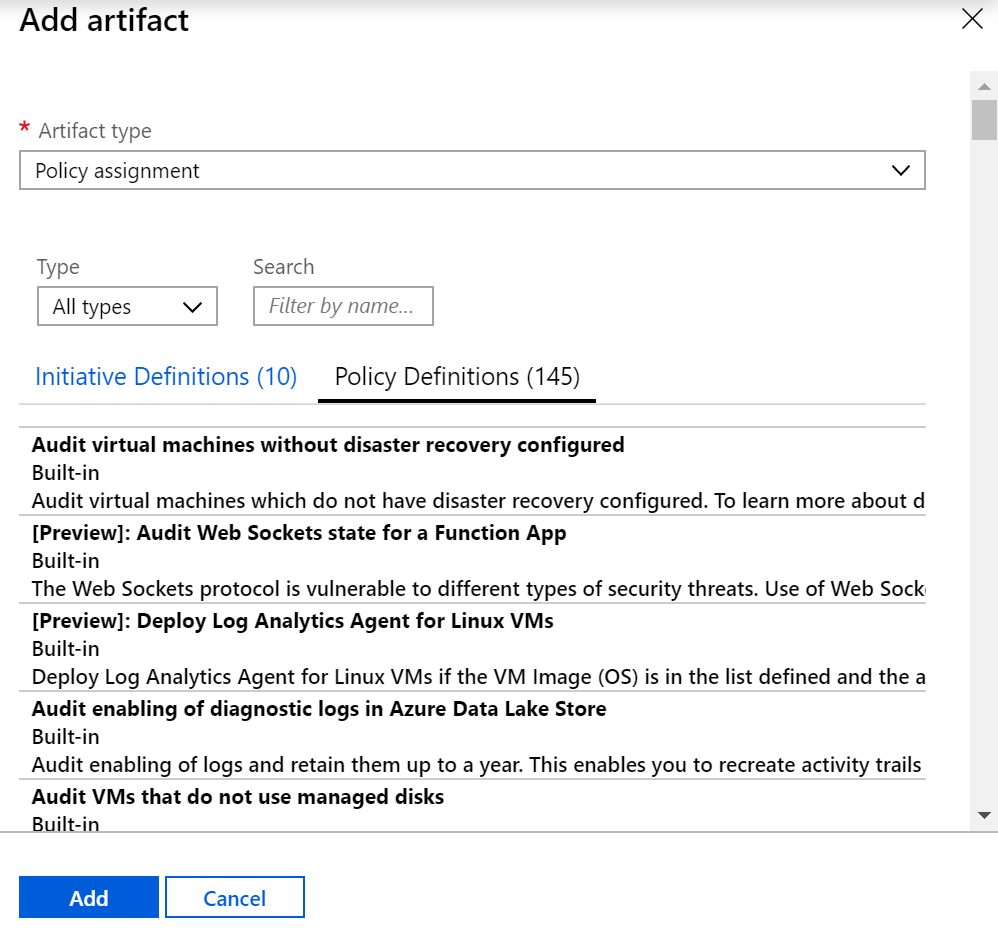 Add artifact
* Artifact type
Policy assignment
Type
Search
All types
Filter by name...
Initiative Definitions (10)
Policy Definitions (145)
Audit virtual machines without disaster recovery configured
Built-in
Audit virtual machines which do not have disaster recovery configured. To learn more about d
[Preview]: Audit Web Sockets state for a Function App
Built-in
The Web Sockets protocol is vulnerable to different types of security threats. Use of Web Sock
[Preview]: Deploy Log Analytics Agent for Linux VMs
Built-in
Deploy Log Analytics Agent for Linux VMs if the VM Image (OS) is in the list defined and the a
Audit enabling of diagnostic logs in Azure Data Lake Store
Built-in
Audit enabling of logs and retain them up to a year. This enables you to recreate activity trails
Audit VMs that do not use managed disks
Built-in
Add
Cancel